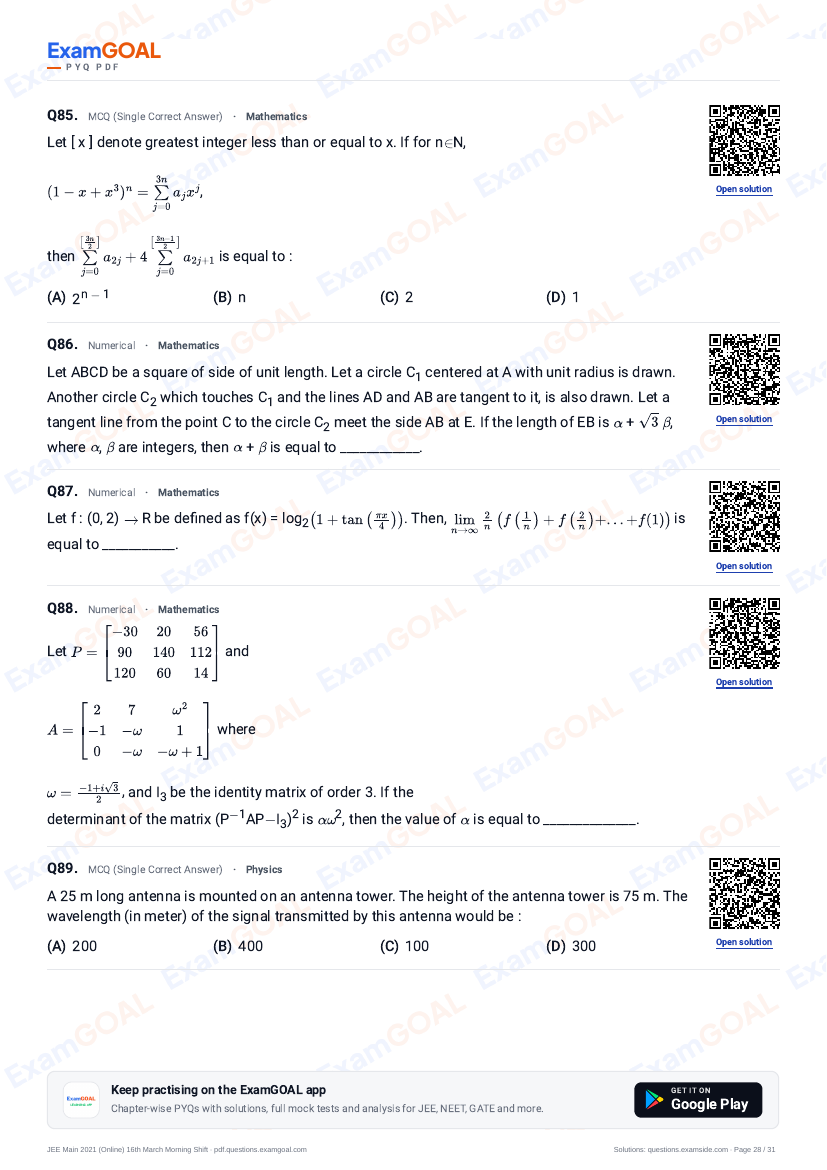 ExamGOAL
PYQ PDF
Q85. MCQ (Single Correct Answer) · Mathematics
Let [ x ] denote greatest integer less than or equal to x. If for n∈N,
(1 − x + x³)ⁿ = ∑_{j=0}^{3n} a_j x^j,
then ∑_{j=0}^{[3n/2]} a_{2j} + 4 ∑_{j=0}^{[(3n−1)/2]} a_{2j+1} is equal to :
(A) 2^{n − 1} (B) n (C) 2 (D) 1
Open solution
Q86. Numerical · Mathematics
Let ABCD be a square of side of unit length. Let a circle C₁ centered at A with unit radius is drawn.
Another circle C₂ which touches C₁ and the lines AD and AB are tangent to it, is also drawn. Let a
tangent line from the point C to the circle C₂ meet the side AB at E. If the length of EB is α + √3 β,
where α, β are integers, then α + β is equal to ____________.
Open solution
Q87. Numerical · Mathematics
Let f : (0, 2) → R be defined as f(x) = log₂(1 + tan(πx/4)). Then, lim_{n→∞} 2/n (f(1/n) + f(2/n)+...+f(1)) is
equal to ___________.
Open solution
Q88. Numerical · Mathematics
Let P = [−30 20 56
90 140 112
120 60 14] and
A = [2 7 ω²
−1 −ω 1
0 −ω −ω + 1] where
ω = (−1+i√3)/2, and I₃ be the identity matrix of order 3. If the
determinant of the matrix (P⁻¹AP−I₃)² is αω², then the value of α is equal to ______________.
Open solution
Q89. MCQ (Single Correct Answer) · Physics
A 25 m long antenna is mounted on an antenna tower. The height of the antenna tower is 75 m. The
wavelength (in meter) of the signal transmitted by this antenna would be :
(A) 200 (B) 400 (C) 100 (D) 300
Open solution
ExamGOAL
Keep practising on the ExamGOAL app
Chapter-wise PYQs with solutions, full mock tests and analysis for JEE, NEET, GATE and more.
GET IT ON
Google Play
JEE Main 2021 (Online) 16th March Morning Shift · pdf.questions.examgoal.com
Solutions: questions.examside.com · Page 28 / 31